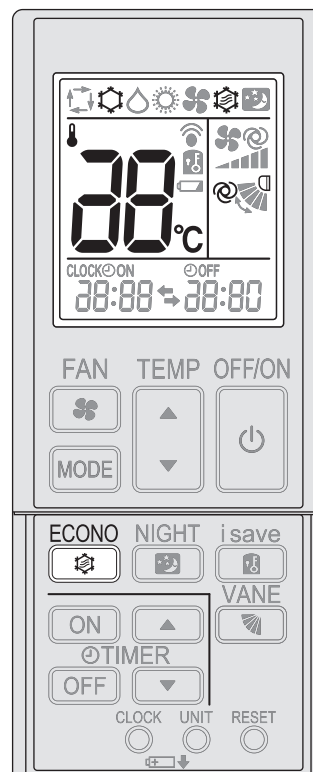 88
°C
CLOCK ON OFF
88:88 88:80
FAN TEMP OFF/ON
MODE
ECONO NIGHT i save
VANE
ON
TIMER
OFF
CLOCK UNIT RESET